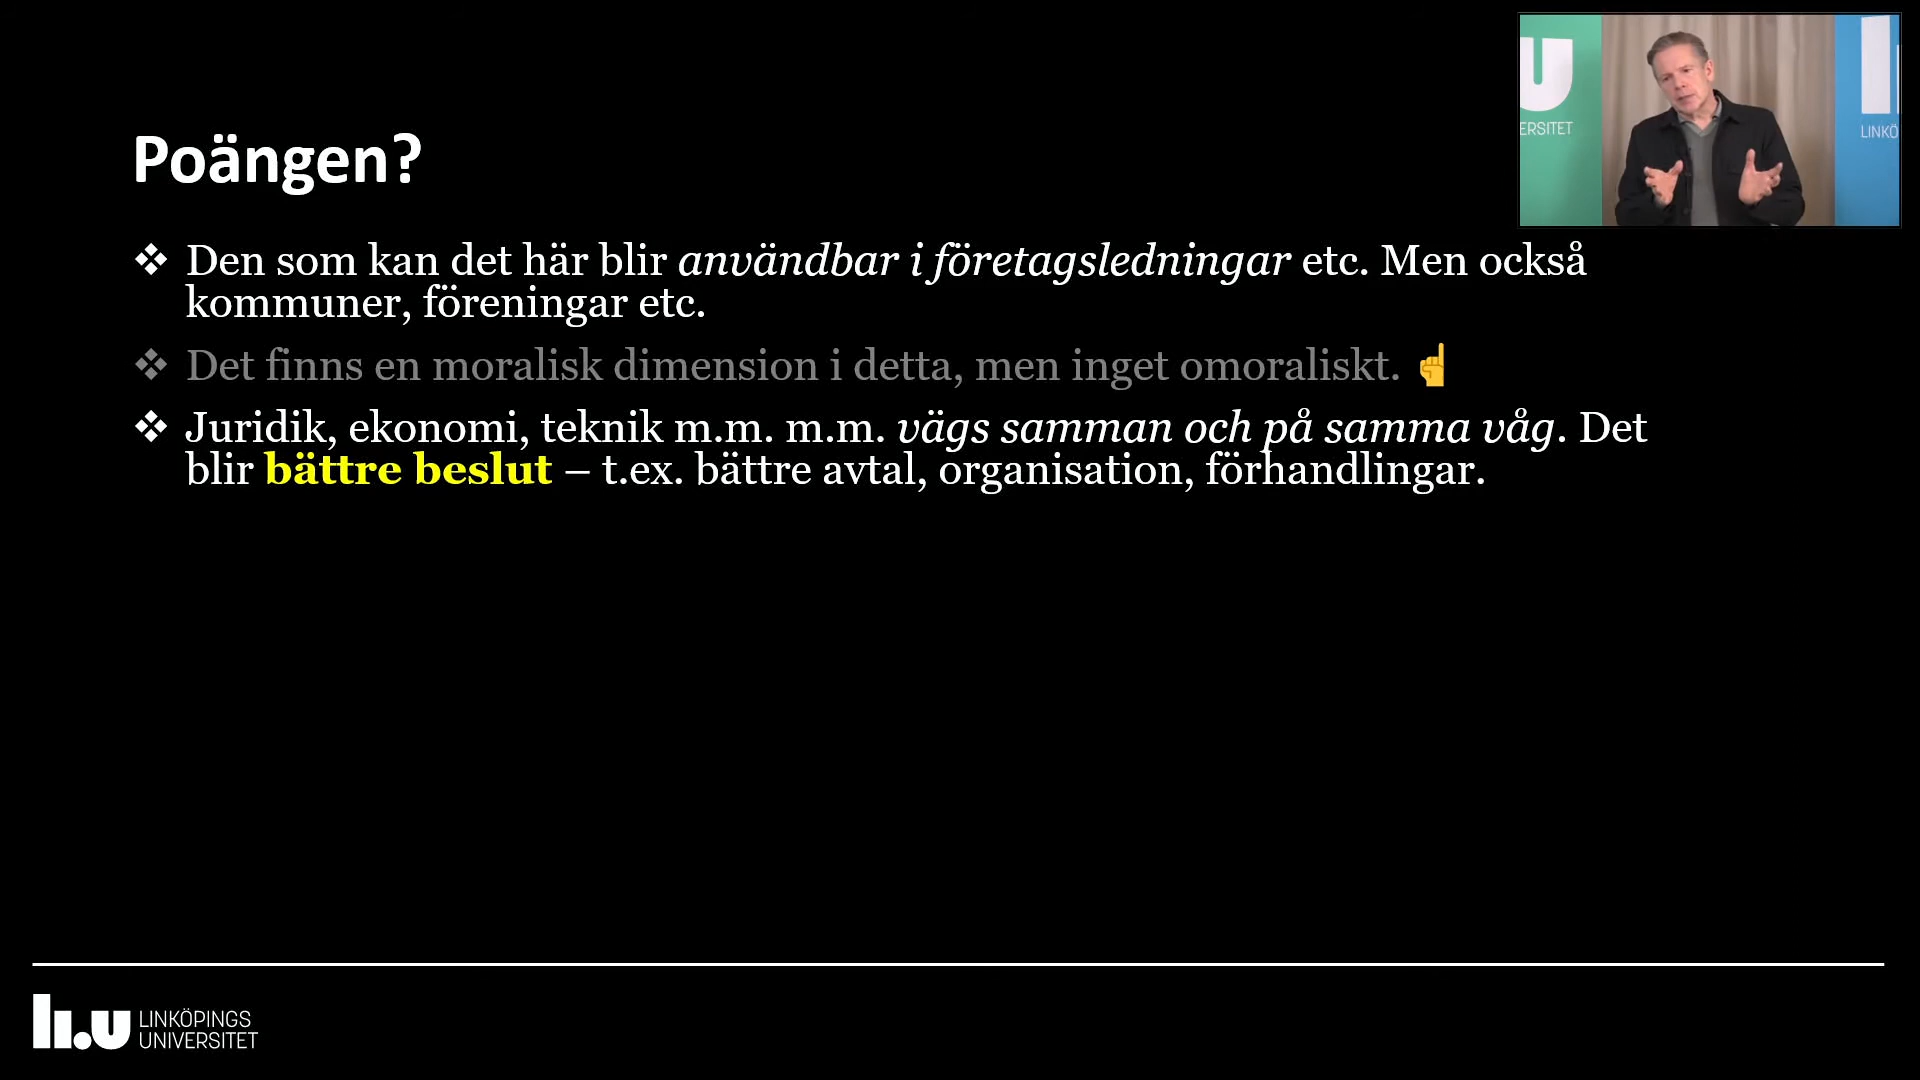 Poängen?
❖ Den som kan det här blir användbar i företagsledningar etc. Men också
kommuner, föreningar etc.
❖ Det finns en moralisk dimension i detta, men inget omoraliskt. ☝
❖ Juridik, ekonomi, teknik m.m. m.m. vägs samman och på samma våg. Det
blir bättre beslut – t.ex. bättre avtal, organisation, förhandlingar.
U
ERSITET
LINKÖ
LI.U LINKÖPINGS
UNIVERSITET